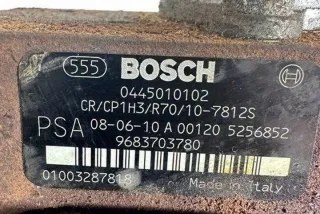 555 BOSCH
0445010102
CR/CP1H3/R70/10-7812S
PSA 08-06-10 A 00120 5256852
9683703780
01003287818 Made in Italy